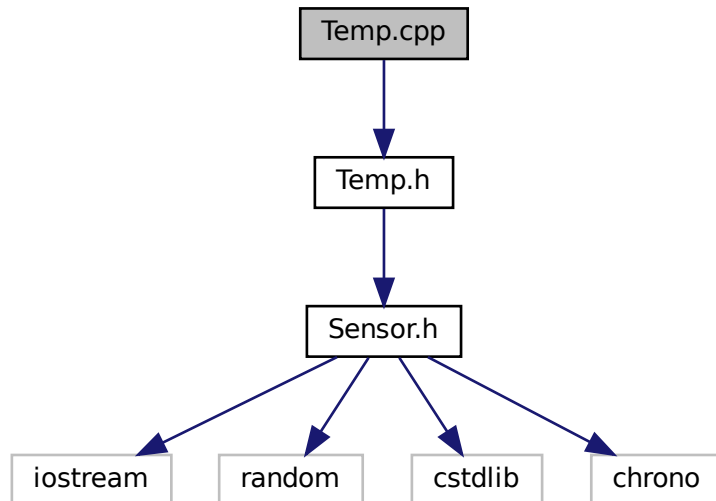 Temp.cpp
Temp.h
Sensor.h
iostream
random
cstdlib
chrono